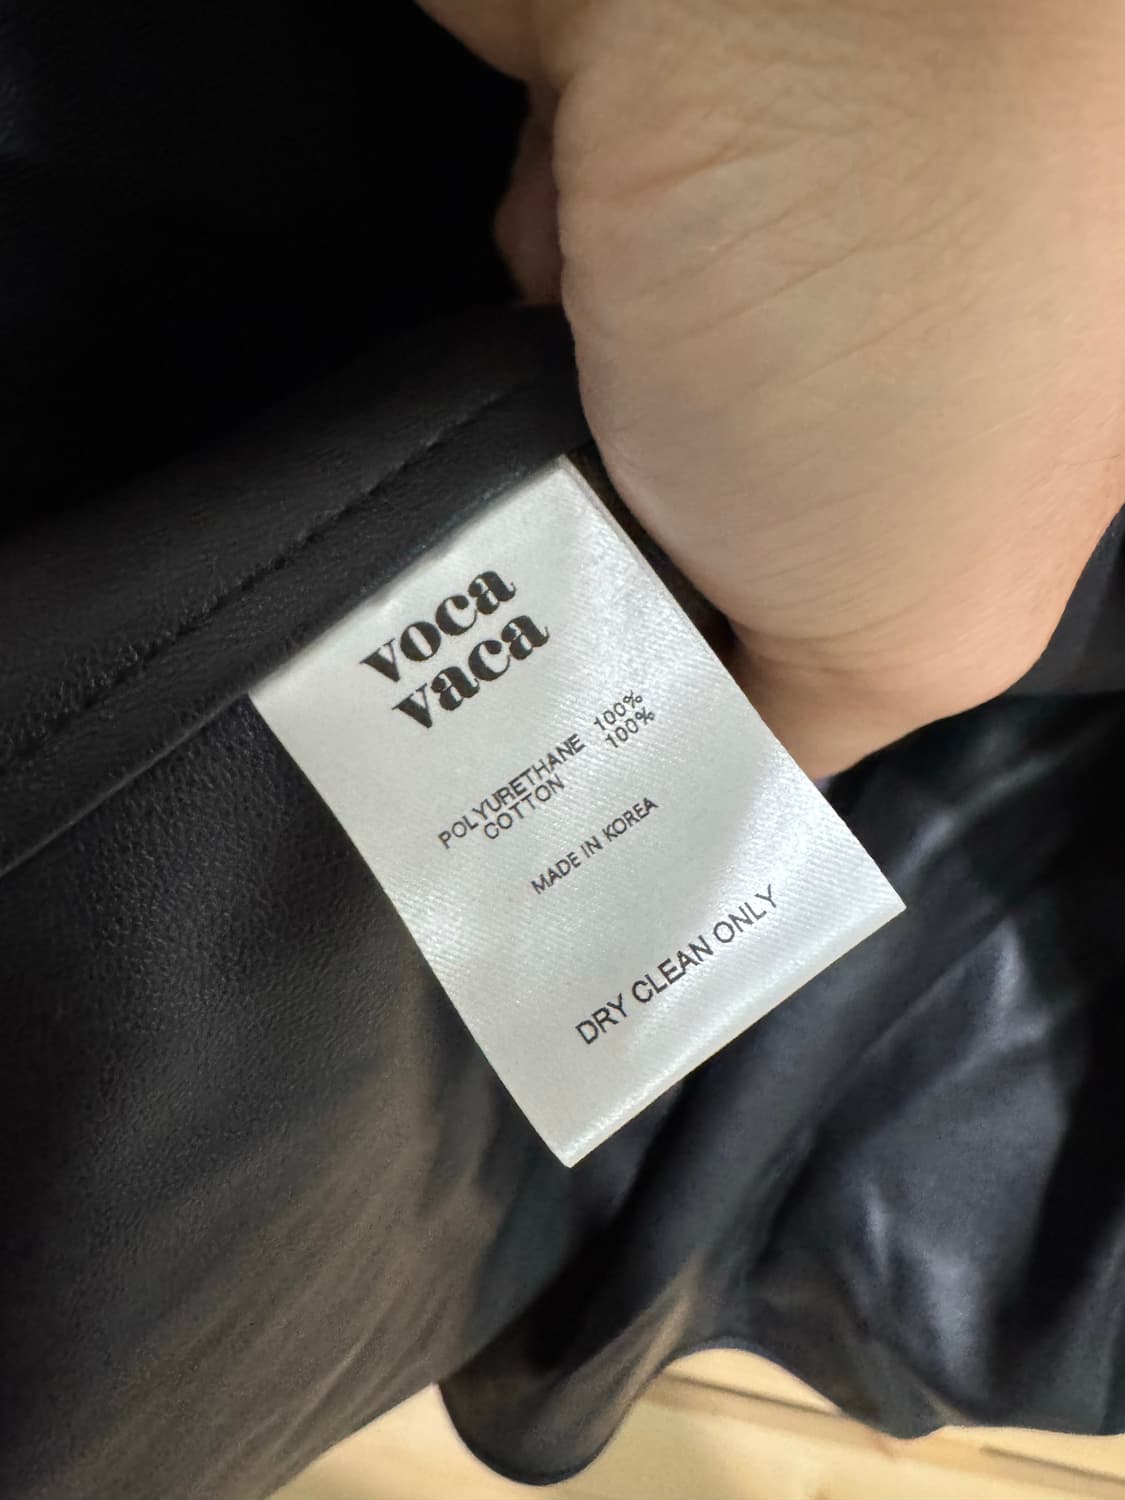 voca
vaca
POLYURETHANE 100%
COTTON 100%
MADE IN KOREA
DRY CLEAN ONLY